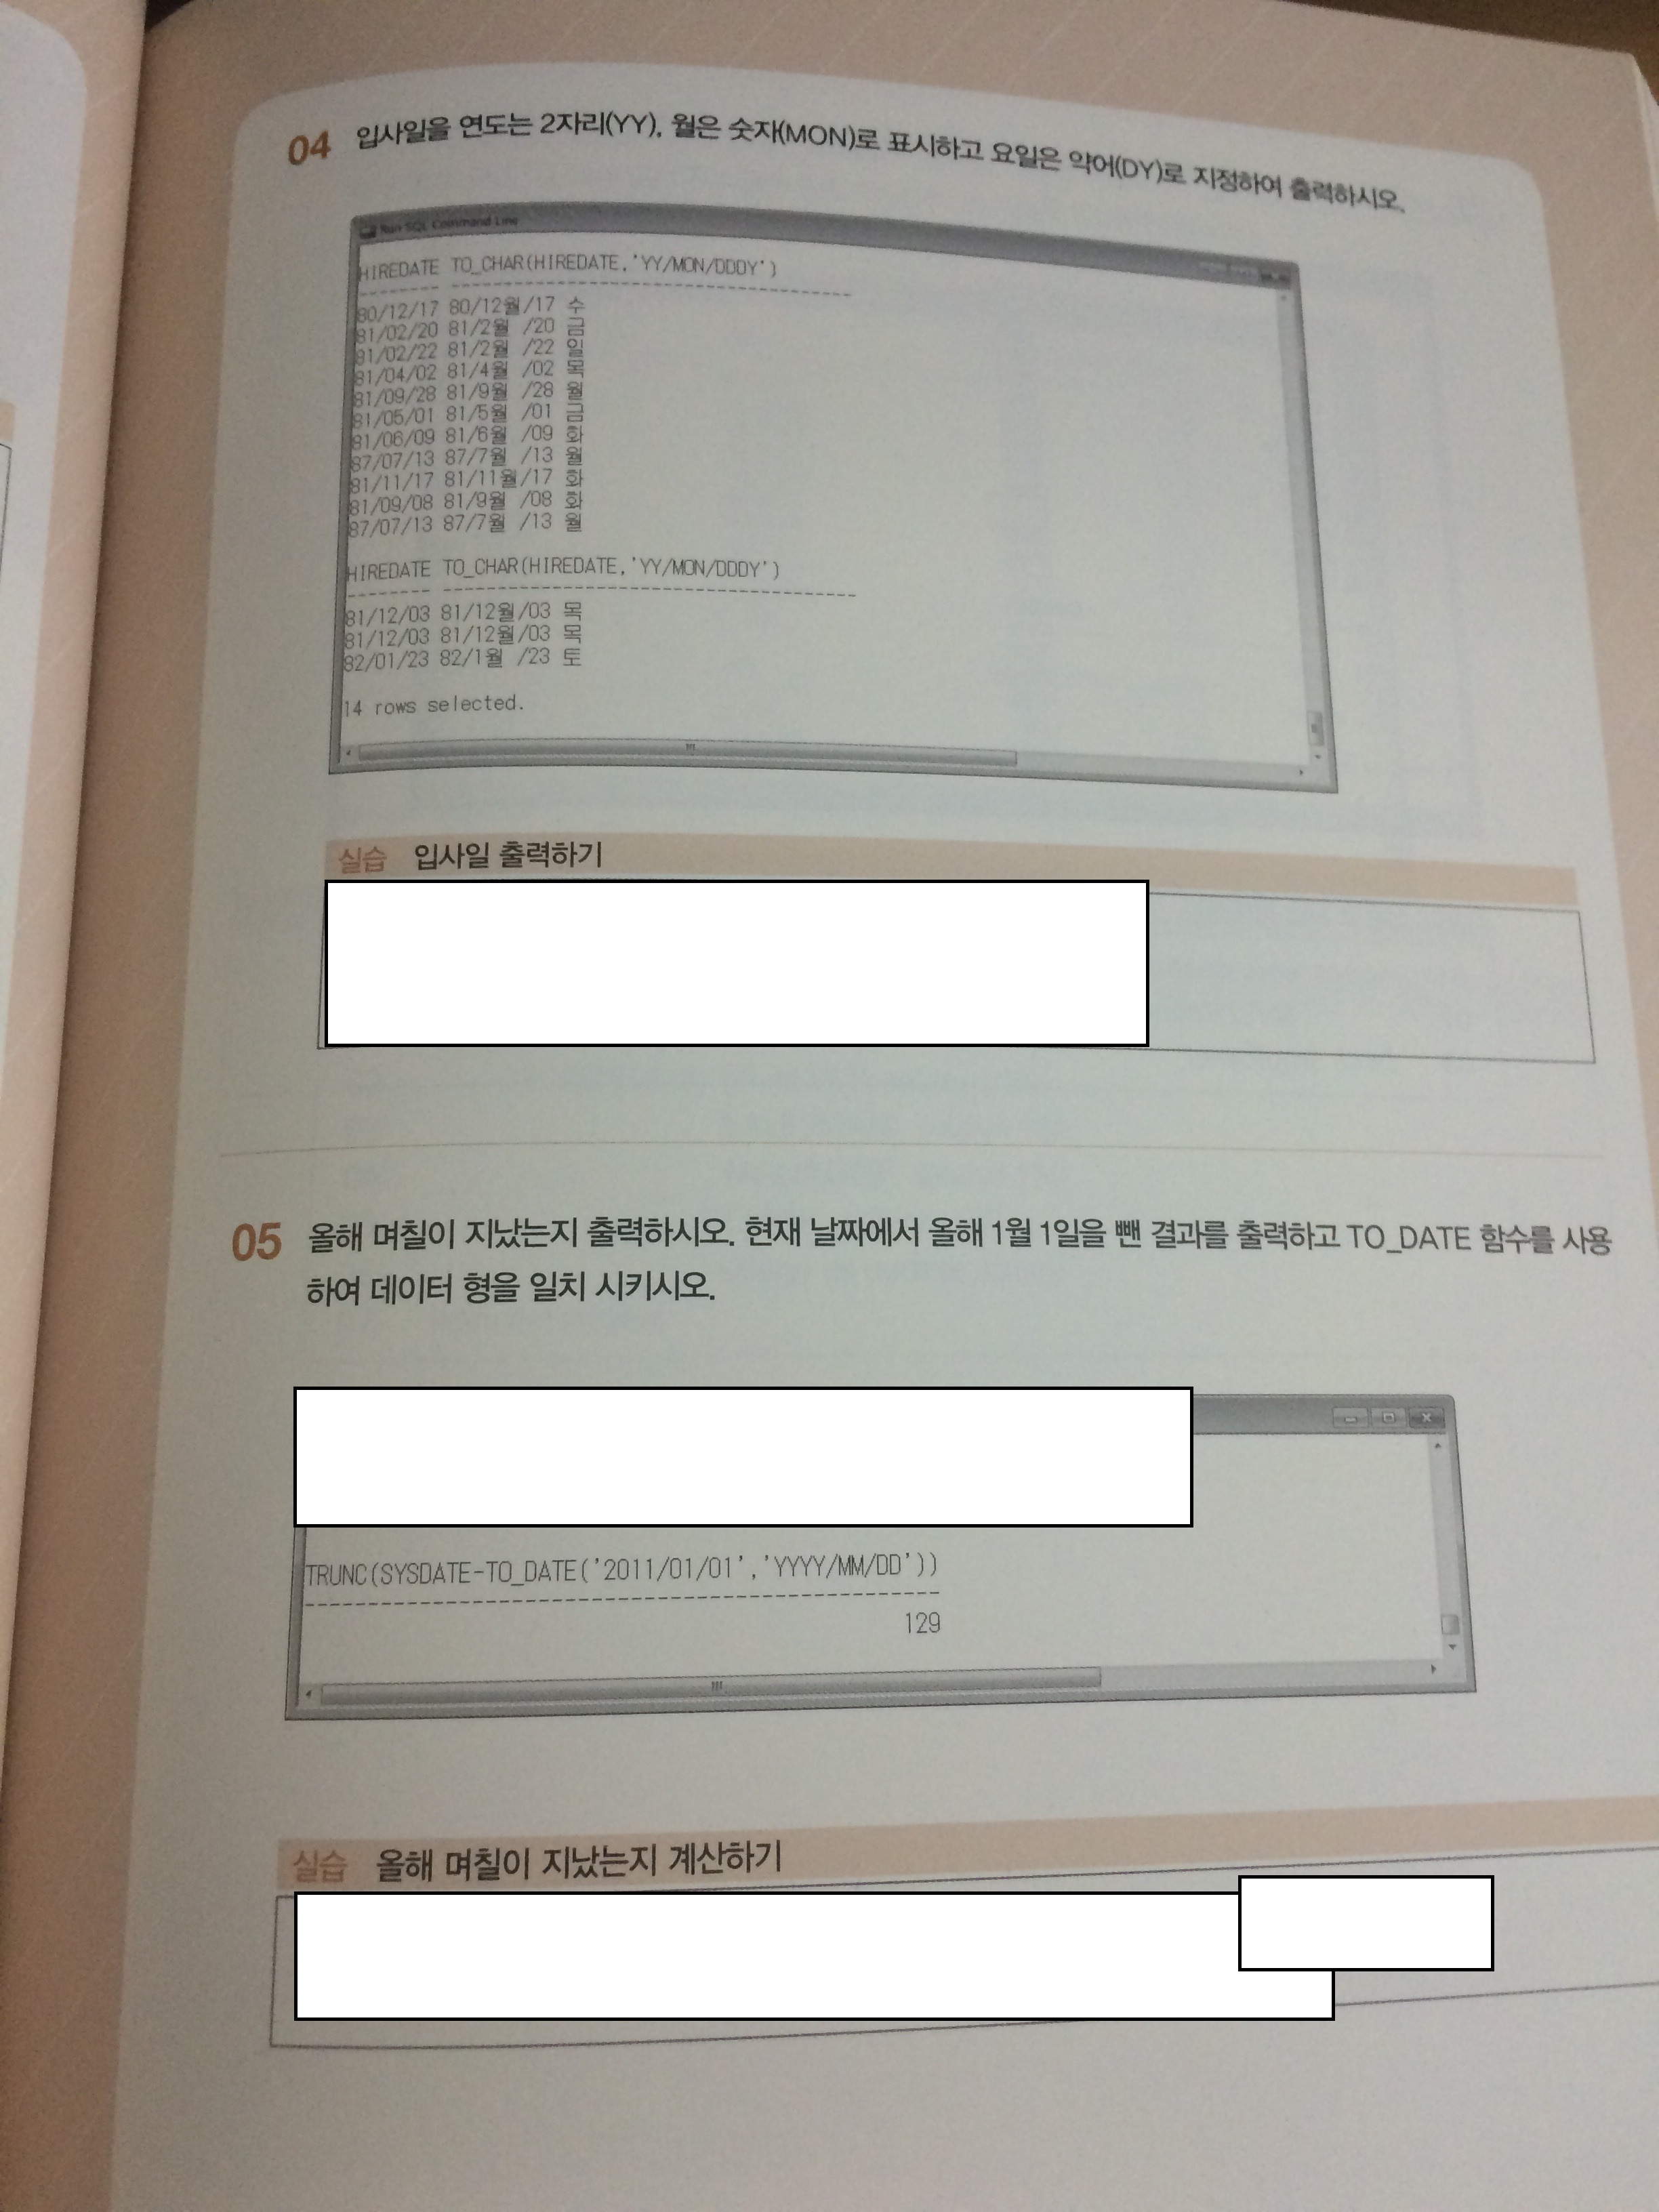 04 입사일을 연도는 2자리(YY), 월은 숫자(MON)로 표시하고 요일은 약어(DY)로 지정하여 출력하시오.
Run SQL Command Line
HIREDATE TO_CHAR(HIREDATE,'YY/MON/DDDY')
-------- ----------------------------------------
80/12/17 80/12월/17 수
81/02/20 81/2월 /20 금
81/02/22 81/2월 /22 일
81/04/02 81/4월 /02 목
81/09/28 81/9월 /28 월
81/05/01 81/5월 /01 금
81/06/09 81/6월 /09 화
87/07/13 87/7월 /13 월
81/11/17 81/11월/17 화
81/09/08 81/9월 /08 화
87/07/13 87/7월 /13 월
HIREDATE TO_CHAR(HIREDATE,'YY/MON/DDDY')
-------- ----------------------------------------
81/12/03 81/12월/03 목
81/12/03 81/12월/03 목
82/01/23 82/1월 /23 토
14 rows selected.
실습 입사일 출력하기
05 올해 며칠이 지났는지 출력하시오. 현재 날짜에서 올해 1월 1일을 뺀 결과를 출력하고 TO_DATE 함수를 사용
하여 데이터 형을 일치 시키시오.
TRUNC(SYSDATE-TO_DATE('2011/01/01','YYYY/MM/DD'))
-------------------------------------------------
129
실습 올해 며칠이 지났는지 계산하기